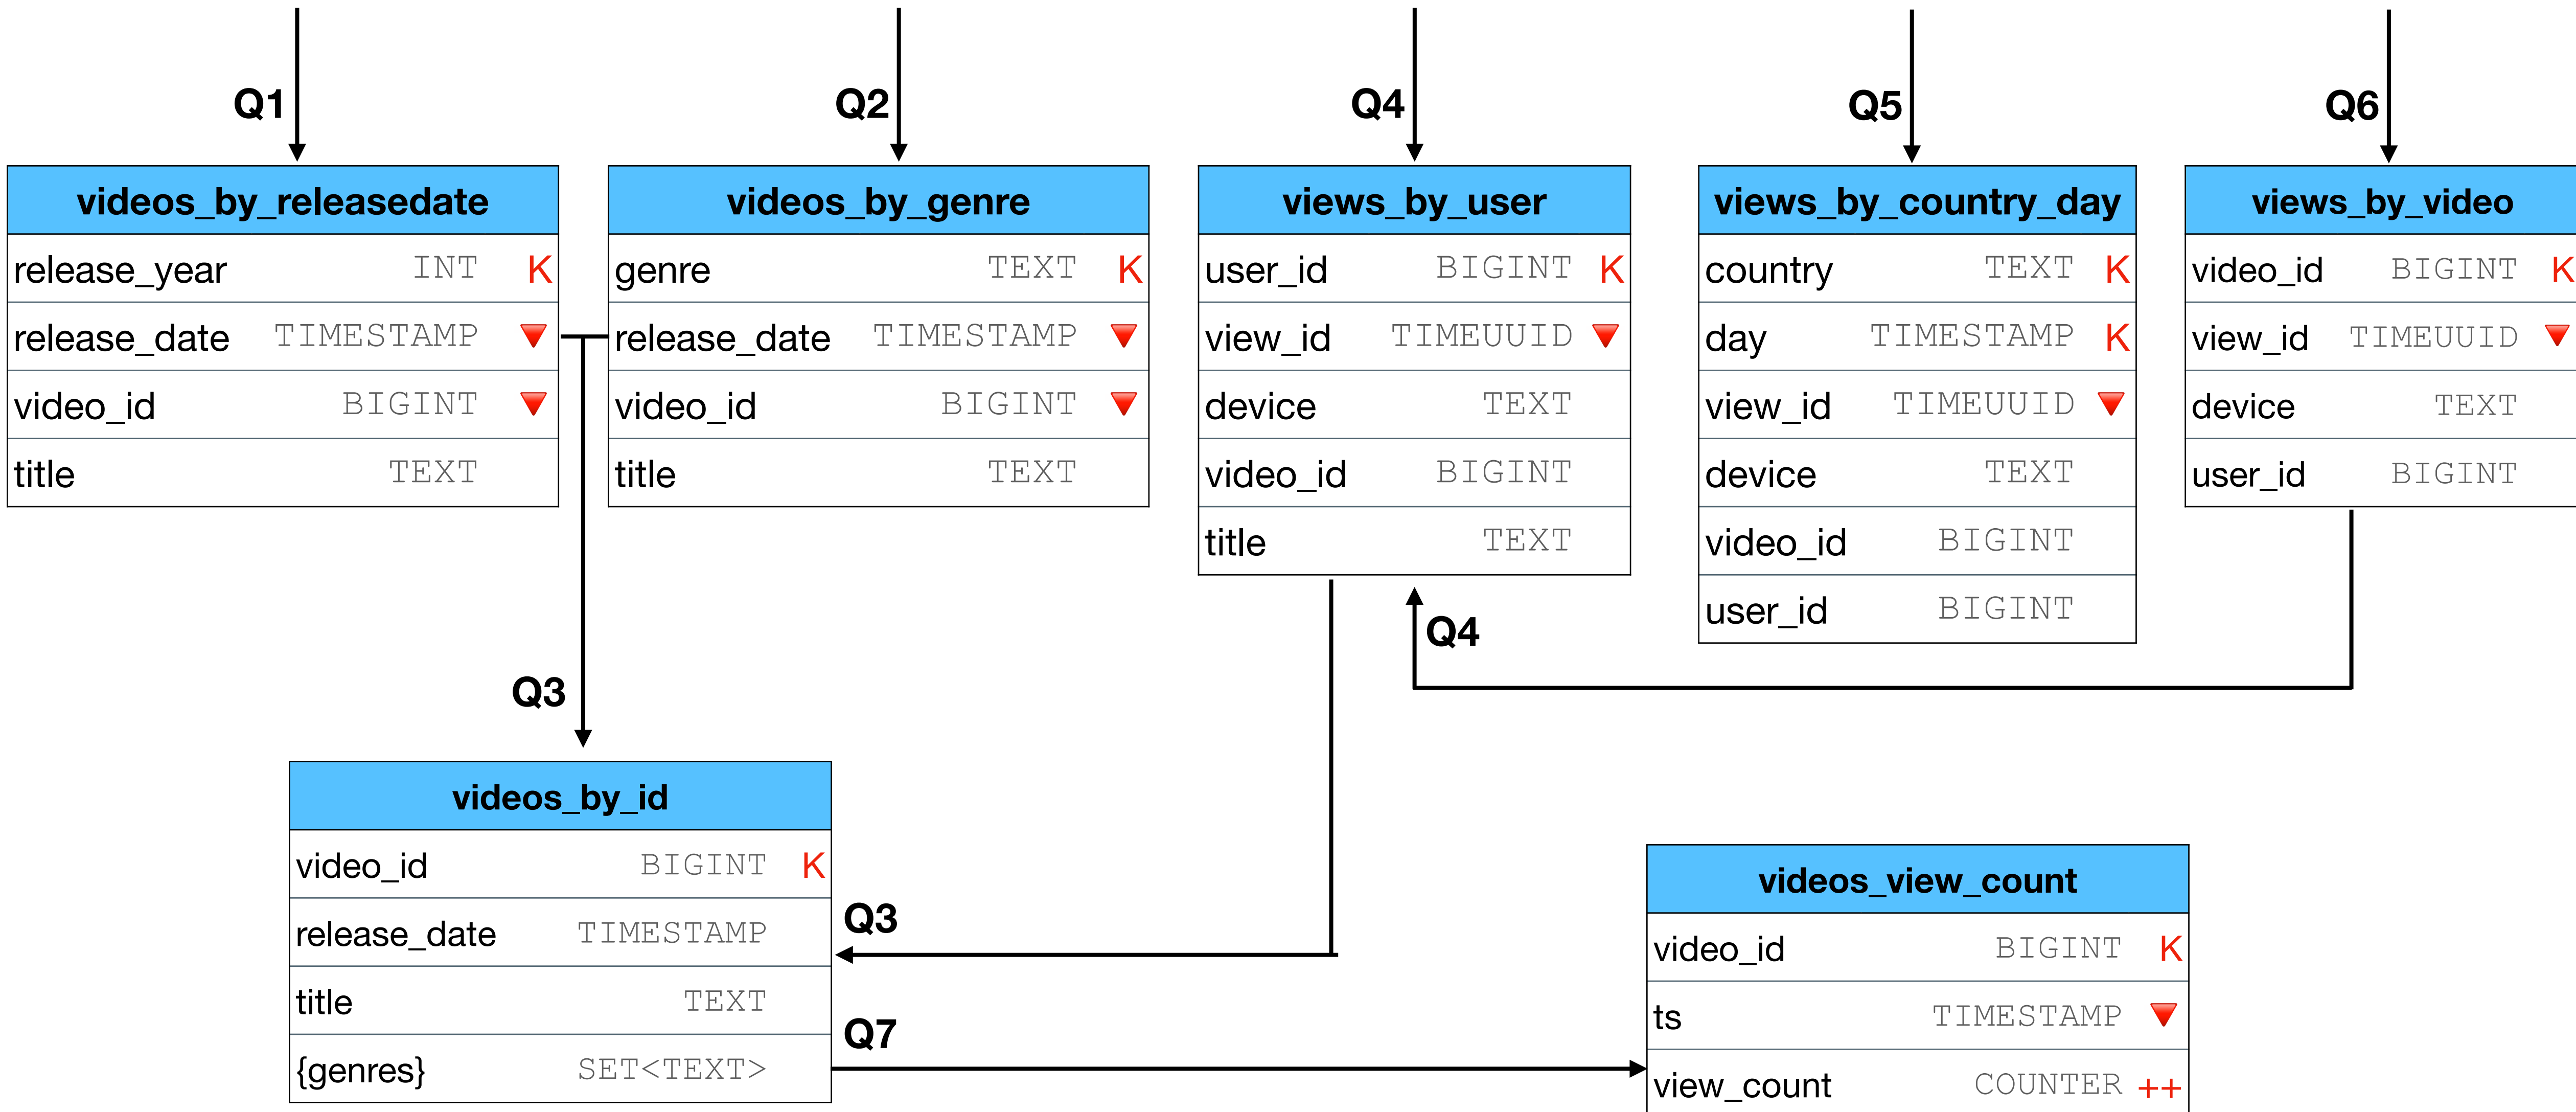 Q1
Q2
Q4
Q5
Q6
videos_by_releasedate
release_year INT K
release_date TIMESTAMP
video_id BIGINT
title TEXT
videos_by_genre
genre TEXT K
release_date TIMESTAMP
video_id BIGINT
title TEXT
views_by_user
user_id BIGINT K
view_id TIMEUUID
device TEXT
video_id BIGINT
title TEXT
views_by_country_day
country TEXT K
day TIMESTAMP K
view_id TIMEUUID
device TEXT
video_id BIGINT
user_id BIGINT
views_by_video
video_id BIGINT K
view_id TIMEUUID
device TEXT
user_id BIGINT
Q4
Q3
videos_by_id
video_id BIGINT K
release_date TIMESTAMP
title TEXT
{genres} SET<TEXT>
Q3
Q7
videos_view_count
video_id BIGINT K
ts TIMESTAMP
view_count COUNTER ++